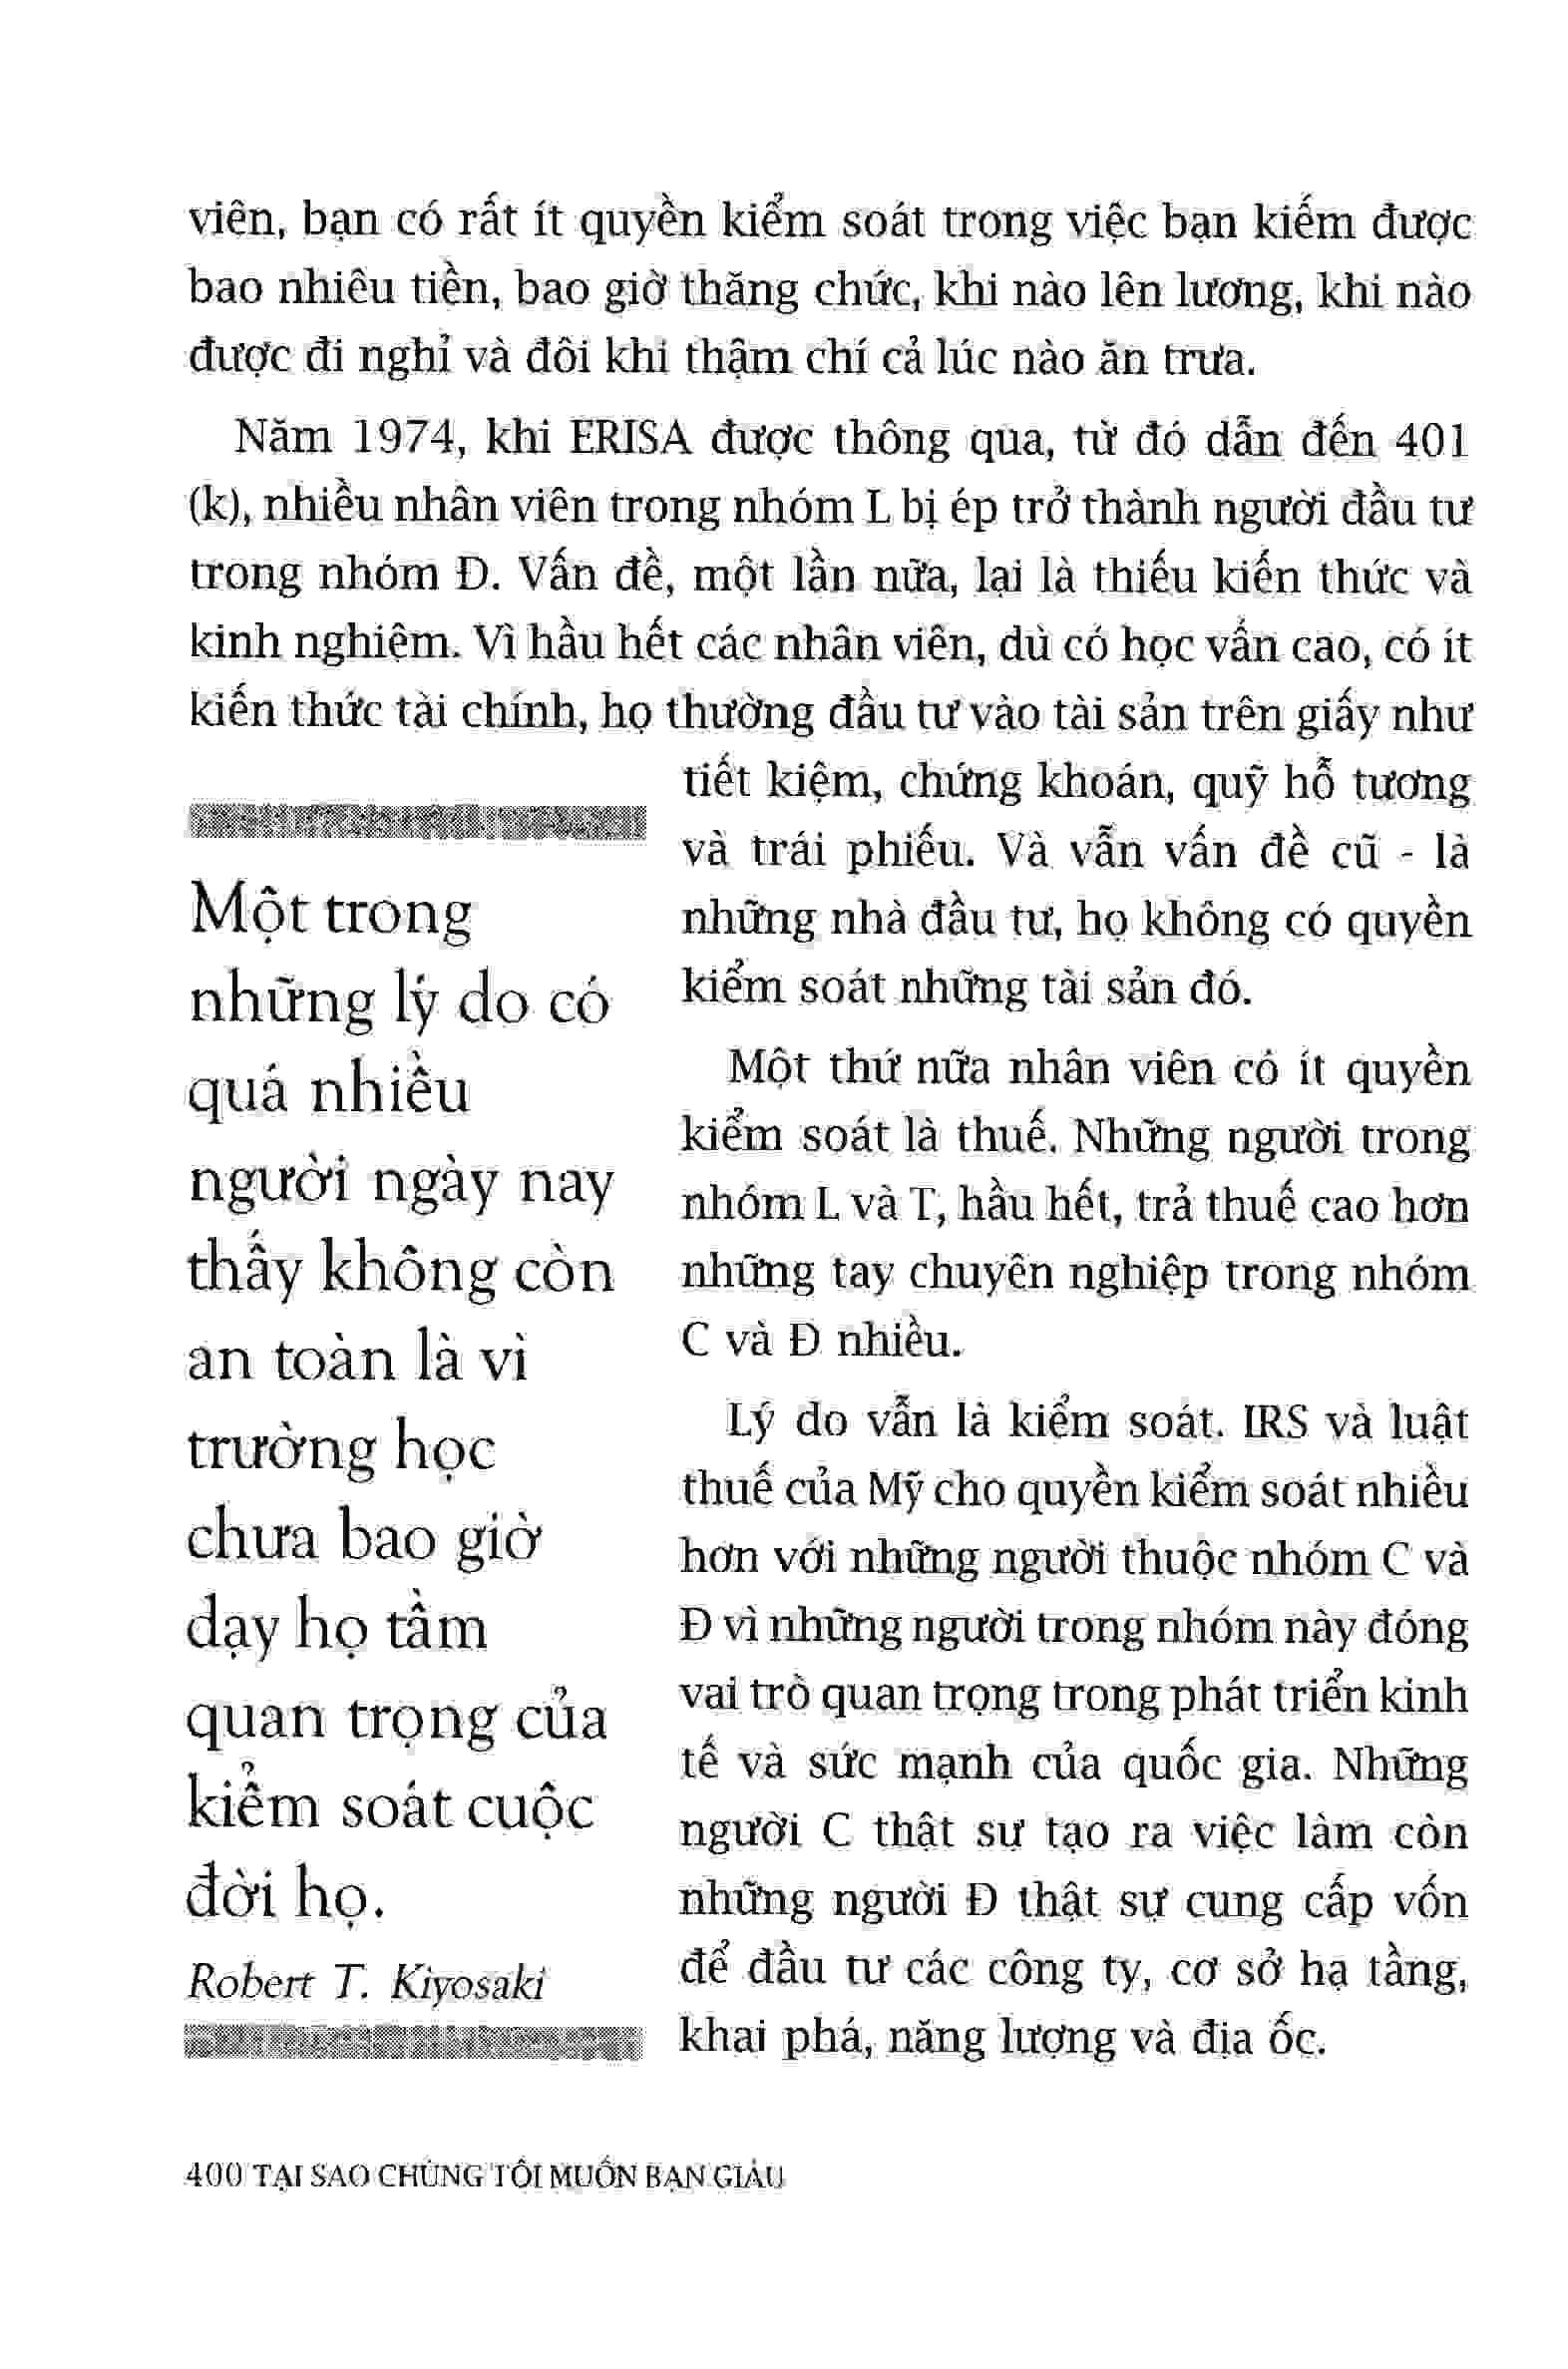 viên, bạn có rất ít quyền kiểm soát trong việc bạn kiếm được
bao nhiêu tiền, bao giờ thăng chức, khi nào lên lương, khi nào
được đi nghỉ và đôi khi thậm chí cả lúc nào ăn trưa.
Năm 1974, khi ERISA được thông qua, từ đó dẫn đến 401
(k), nhiều nhân viên trong nhóm L bị ép trở thành người đầu tư
trong nhóm Đ. Vấn đề, một lần nữa, lại là thiếu kiến thức và
kinh nghiệm. Vì hầu hết các nhân viên, dù có học vấn cao, có ít
kiến thức tài chính, họ thường đầu tư vào tài sản trên giấy như
tiết kiệm, chứng khoán, quỹ hỗ tương
và trái phiếu. Và vẫn vấn đề cũ - là
những nhà đầu tư, họ không có quyền
kiểm soát những tài sản đó.
Một thứ nữa nhân viên có ít quyền
kiểm soát là thuế. Những người trong
nhóm L và T, hầu hết, trả thuế cao hơn
những tay chuyên nghiệp trong nhóm
C và Đ nhiều.
Lý do vẫn là kiểm soát. IRS và luật
thuế của Mỹ cho quyền kiểm soát nhiều
hơn với những người thuộc nhóm C và
Đ vì những người trong nhóm này đóng
vai trò quan trọng trong phát triển kinh
tế và sức mạnh của quốc gia. Những
người C thật sự tạo ra việc làm còn
những người Đ thật sự cung cấp vốn
để đầu tư các công ty, cơ sở hạ tầng,
khai phá, năng lượng và địa ốc.
Một trong
những lý do có
quá nhiều
người ngày nay
thấy không còn
an toàn là vì
trường học
chưa bao giờ
dạy họ tầm
quan trọng của
kiểm soát cuộc
đời họ.
Robert T. Kiyosaki
400 TẠI SAO CHÚNG TÔI MUỐN BẠN GIÀU